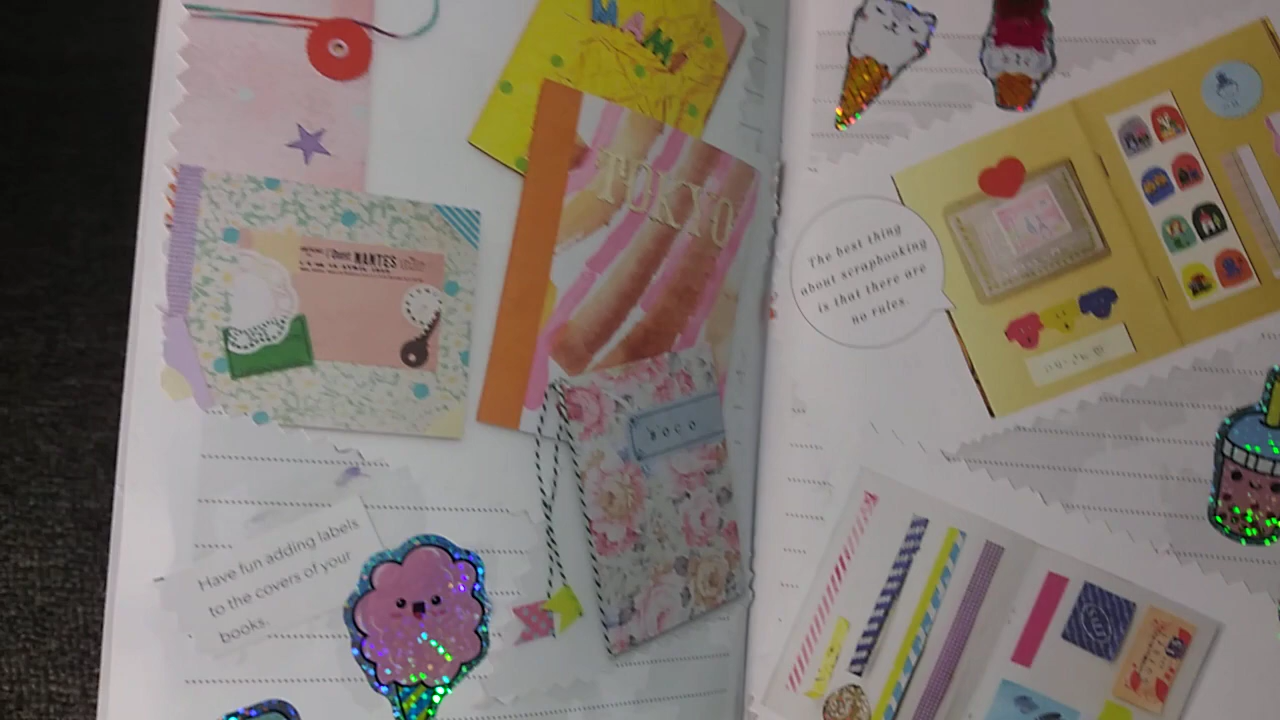 MAM
TOKYO
NANTES
The best thing
about scrapbooking
is that there are
no rules.
Have fun adding labels
to the covers of your
books.